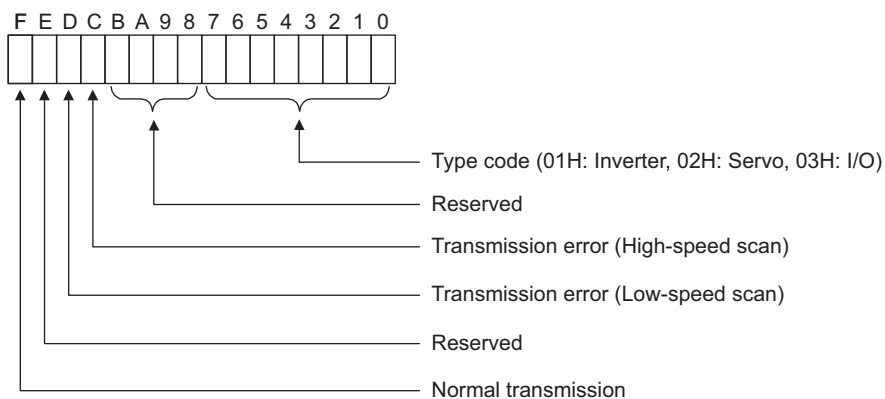 F E D C B A 9 8 7 6 5 4 3 2 1 0
Type code (01H: Inverter, 02H: Servo, 03H: I/O)
Reserved
Transmission error (High-speed scan)
Transmission error (Low-speed scan)
Reserved
Normal transmission